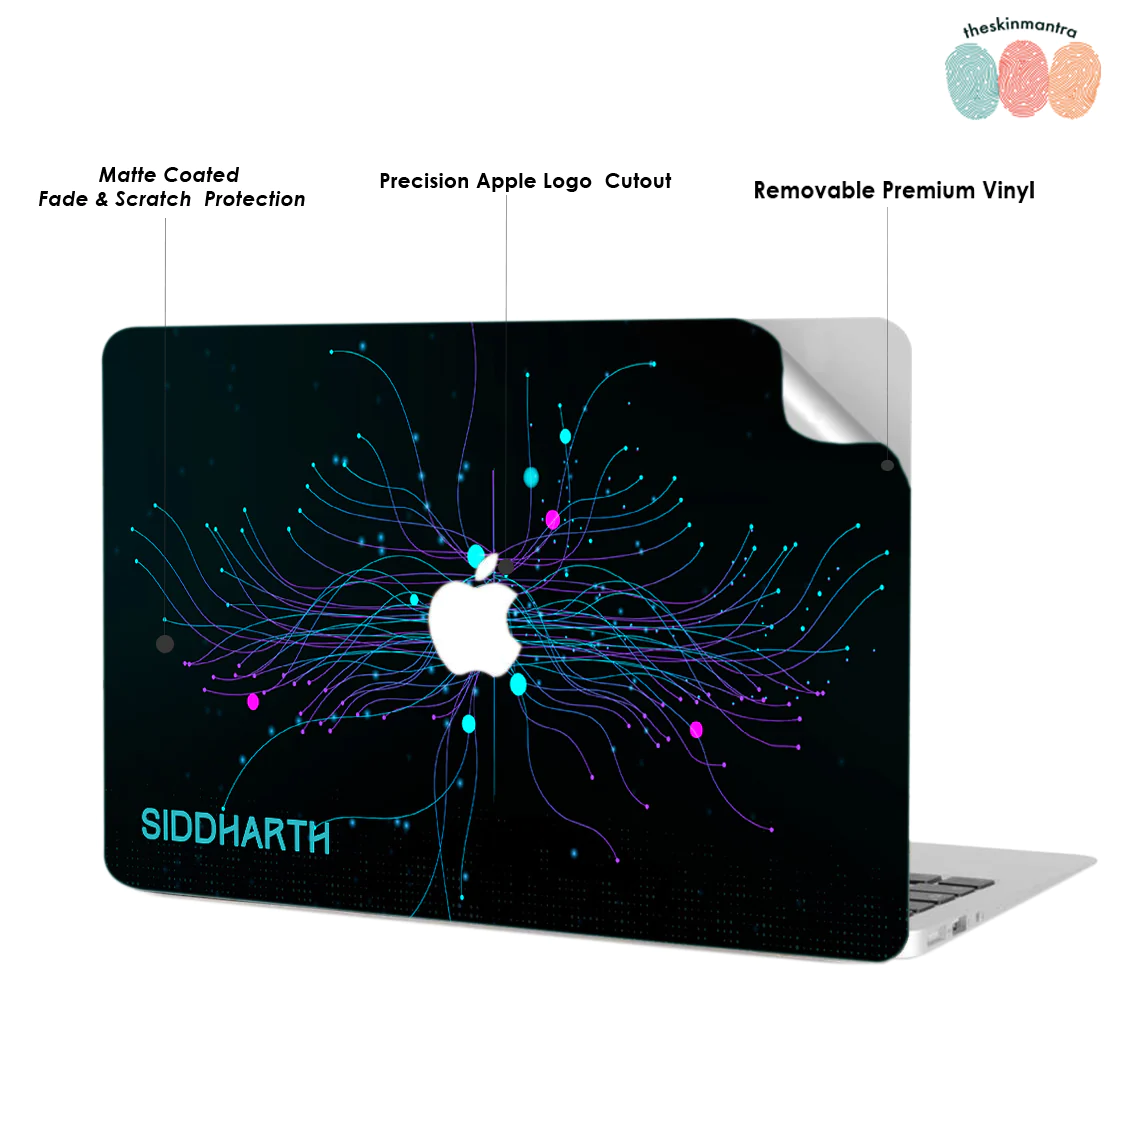 theskinmantra
Matte Coated
Fade & Scratch Protection
Precision Apple Logo Cutout
Removable Premium Vinyl
SIDDHARTH